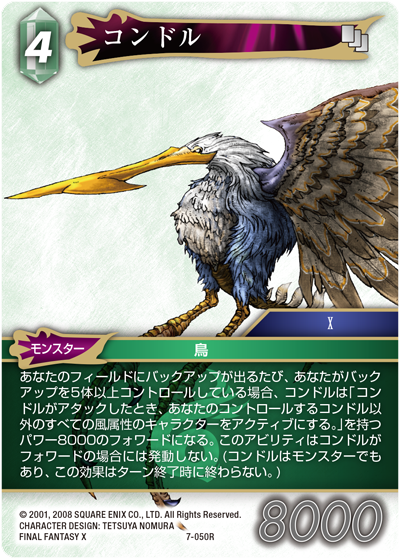 4
コンドル
X
モンスター
鳥
あなたのフィールドにバックアップが出るたび、あなたがバック
アップを5体以上コントロールしている場合、コンドルは「コン
ドルがアタックしたとき、あなたのコントロールするコンドル以
外のすべての風属性のキャラクターをアクティブにする。」を持つ
パワー8000のフォワードになる。このアビリティはコンドルが
フォワードの場合には発動しない。（コンドルはモンスターでも
あり、この効果はターン終了時に終わらない。）
© 2001, 2008 SQUARE ENIX CO., LTD. All Rights Reserved.
CHARACTER DESIGN: TETSUYA NOMURA
FINAL FANTASY X
7-050R
8000